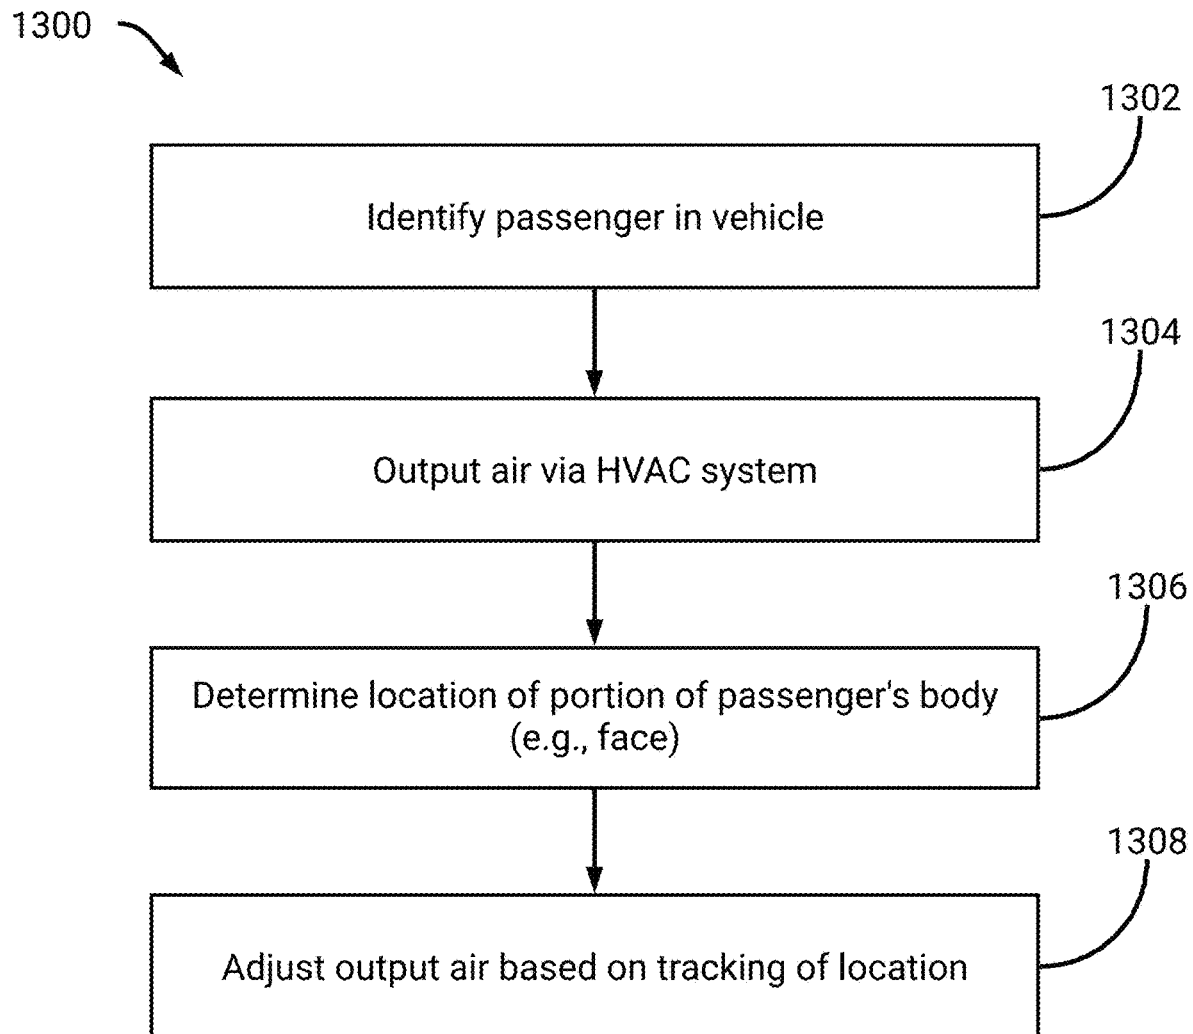 1300
1302
Identify passenger in vehicle
1304
Output air via HVAC system
1306
Determine location of portion of passenger's body
(e.g., face)
1308
Adjust output air based on tracking of location